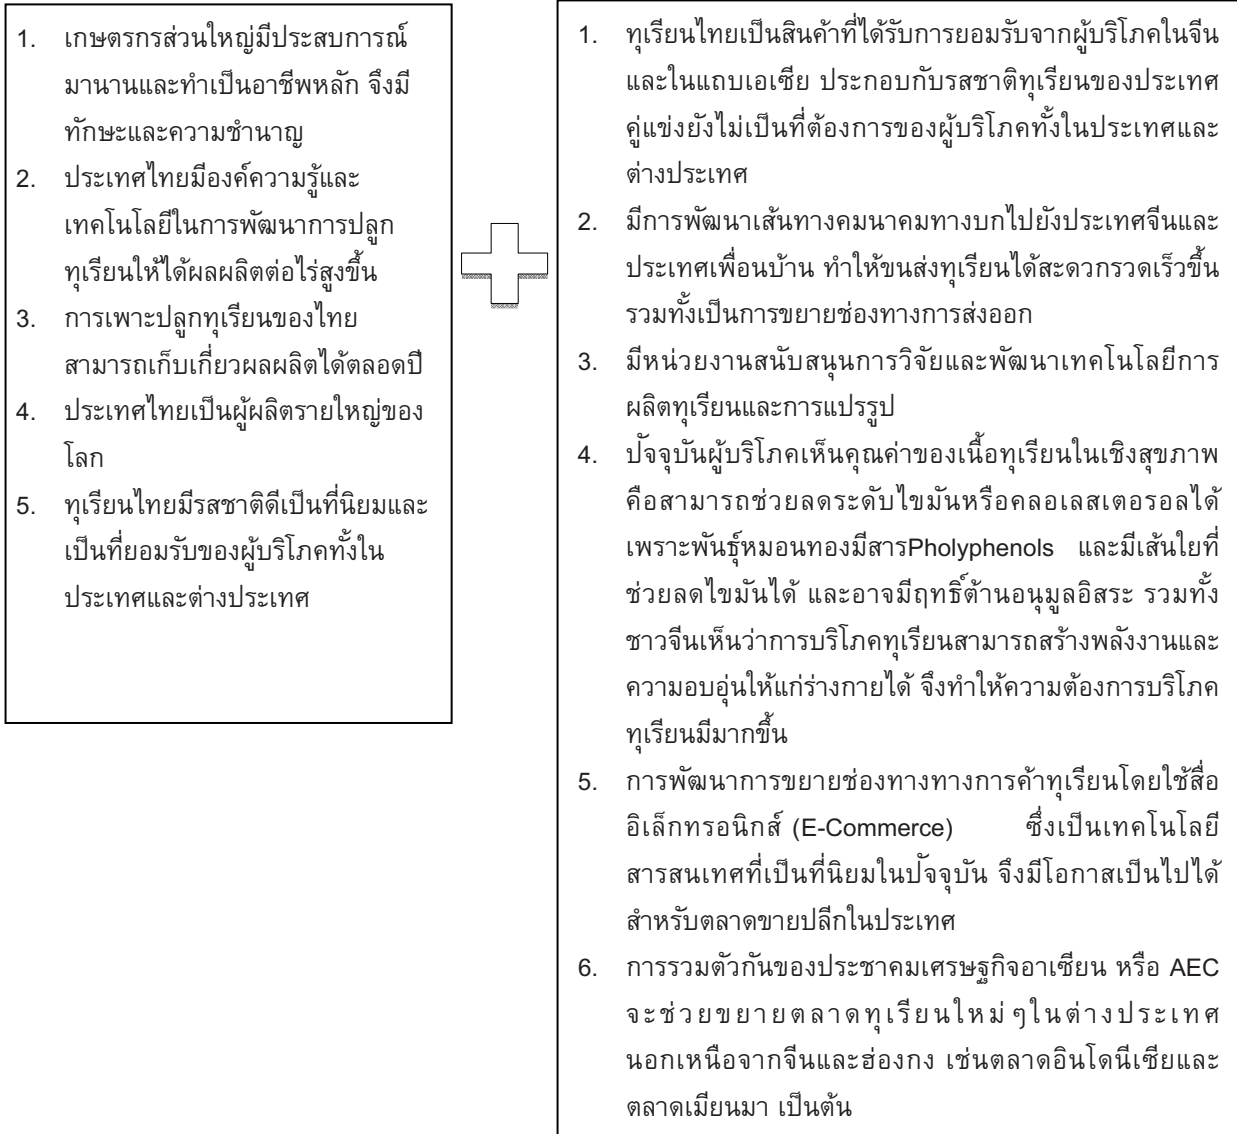 1. เกษตรกรส่วนใหญ่มีประสบการณ์
มานานและทำเป็นอาชีพหลัก จึงมี
ทักษะและความชำนาญ
2. ประเทศไทยมีองค์ความรู้และ
เทคโนโลยีในการพัฒนาการปลูก
ทุเรียนให้ได้ผลผลิตต่อไร่สูงขึ้น
3. การเพาะปลูกทุเรียนของไทย
สามารถเก็บเกี่ยวผลผลิตได้ตลอดปี
4. ประเทศไทยเป็นผู้ผลิตรายใหญ่ของ
โลก
5. ทุเรียนไทยมีรสชาติดีเป็นที่นิยมและ
เป็นที่ยอมรับของผู้บริโภคทั้งใน
ประเทศและต่างประเทศ
1. ทุเรียนไทยเป็นสินค้าที่ได้รับการยอมรับจากผู้บริโภคในจีน
และในแถบเอเซีย ประกอบกับรสชาติทุเรียนของประเทศ
คู่แข่งยังไม่เป็นที่ต้องการของผู้บริโภคทั้งในประเทศและ
ต่างประเทศ
2. มีการพัฒนาเส้นทางคมนาคมทางบกไปยังประเทศจีนและ
ประเทศเพื่อนบ้าน ทำให้ขนส่งทุเรียนได้สะดวกรวดเร็วขึ้น
รวมทั้งเป็นการขยายช่องทางการส่งออก
3. มีหน่วยงานสนับสนุนการวิจัยและพัฒนาเทคโนโลยีการ
ผลิตทุเรียนและการแปรรูป
4. ปัจจุบันผู้บริโภคเห็นคุณค่าของเนื้อทุเรียนในเชิงสุขภาพ
คือสามารถช่วยลดระดับไขมันหรือคลอเลสเตอรอลได้
เพราะพันธุ์หมอนทองมีสารPholyphenols และมีเส้นใยที่
ช่วยลดไขมันได้ และอาจมีฤทธิ์ต้านอนุมูลอิสระ รวมทั้ง
ชาวจีนเห็นว่าการบริโภคทุเรียนสามารถสร้างพลังงานและ
ความอบอุ่นให้แก่ร่างกายได้ จึงทำให้ความต้องการบริโภค
ทุเรียนมีมากขึ้น
5. การพัฒนาการขยายช่องทางทางการค้าทุเรียนโดยใช้สื่อ
อิเล็กทรอนิกส์ (E-Commerce) ซึ่งเป็นเทคโนโลยี
สารสนเทศที่เป็นที่นิยมในปัจจุบัน จึงมีโอกาสเป็นไปได้
สำหรับตลาดขายปลีกในประเทศ
6. การรวมตัวกันของประชาคมเศรษฐกิจอาเซียน หรือ AEC
จะช่วยขยายตลาดทุเรียนใหม่ๆในต่างประเทศ
นอกเหนือจากจีนและฮ่องกง เช่นตลาดอินโดนีเซียและ
ตลาดเมียนมา เป็นต้น